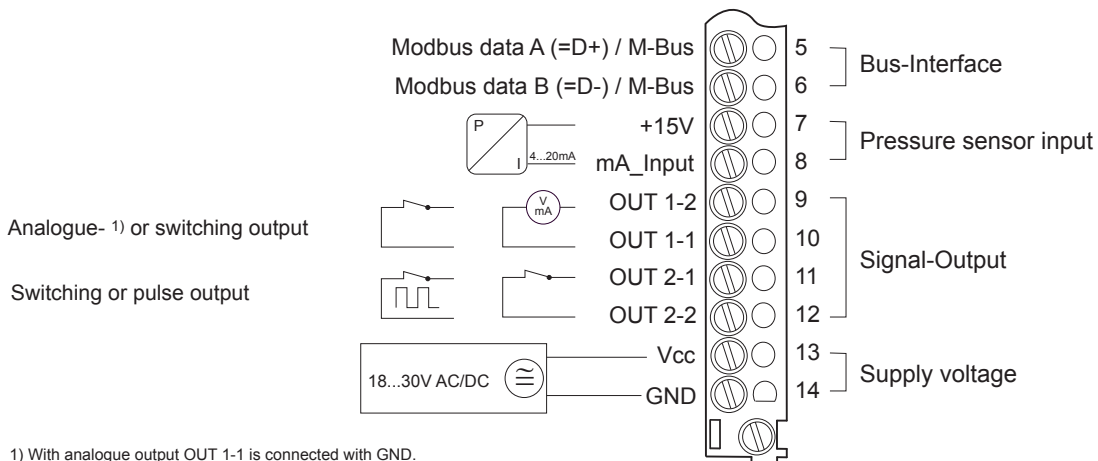 Modbus data A (=D+) / M-Bus 5
Bus-Interface
Modbus data B (=D-) / M-Bus 6
P
+15V 7
Pressure sensor input
I 4...20mA
mA_Input 8
V
mA
OUT 1-2 9
Analogue- 1) or switching output
OUT 1-1 10
Signal-Output
OUT 2-1 11
Switching or pulse output
OUT 2-2 12
Vcc 13
18...30V AC/DC
Supply voltage
GND 14
1) With analogue output OUT 1-1 is connected with GND.